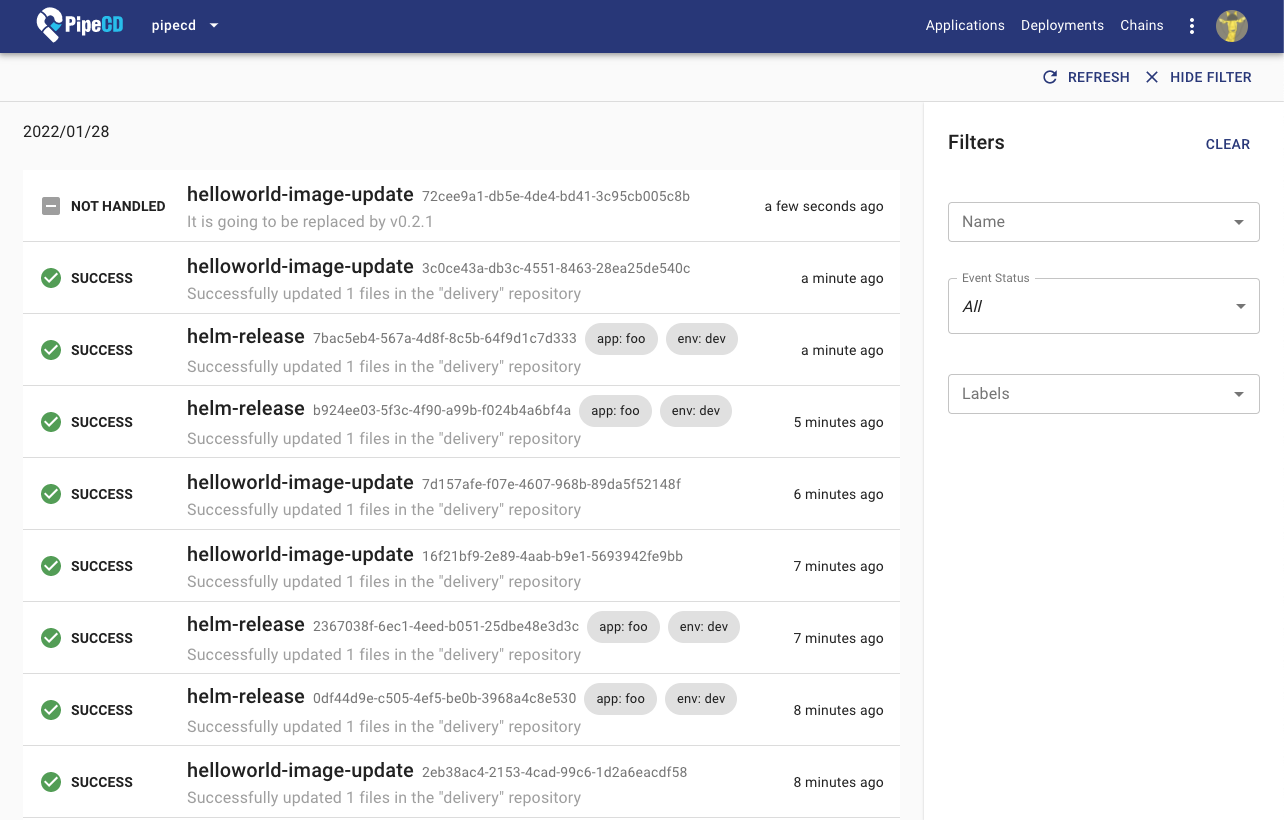 PipeCD pipecd Applications Deployments Chains
REFRESH HIDE FILTER
2022/01/28
NOT HANDLED helloworld-image-update 72cee9a1-db5e-4de4-bd41-3c95cb005c8b a few seconds ago
It is going to be replaced by v0.2.1
SUCCESS helloworld-image-update 3c0ce43a-db3c-4551-8463-28ea25de540c a minute ago
Successfully updated 1 files in the "delivery" repository
SUCCESS helm-release 7bac5eb4-567a-4d8f-8c5b-64f9d1c7d333 app: foo env: dev a minute ago
Successfully updated 1 files in the "delivery" repository
SUCCESS helm-release b924ee03-5f3c-4f90-a99b-f024b4a6bf4a app: foo env: dev 5 minutes ago
Successfully updated 1 files in the "delivery" repository
SUCCESS helloworld-image-update 7d157afe-f07e-4607-968b-89da5f52148f 6 minutes ago
Successfully updated 1 files in the "delivery" repository
SUCCESS helloworld-image-update 16f21bf9-2e89-4aab-b9e1-5693942fe9bb 7 minutes ago
Successfully updated 1 files in the "delivery" repository
SUCCESS helm-release 2367038f-6ec1-4eed-b051-25dbe48e3d3c app: foo env: dev 7 minutes ago
Successfully updated 1 files in the "delivery" repository
SUCCESS helm-release 0df44d9e-c505-4ef5-be0b-3968a4c8e530 app: foo env: dev 8 minutes ago
Successfully updated 1 files in the "delivery" repository
SUCCESS helloworld-image-update 2eb38ac4-2153-4cad-99c6-1d2a6eacdf58 8 minutes ago
Successfully updated 1 files in the "delivery" repository
Filters CLEAR
Name
Event Status
All
Labels